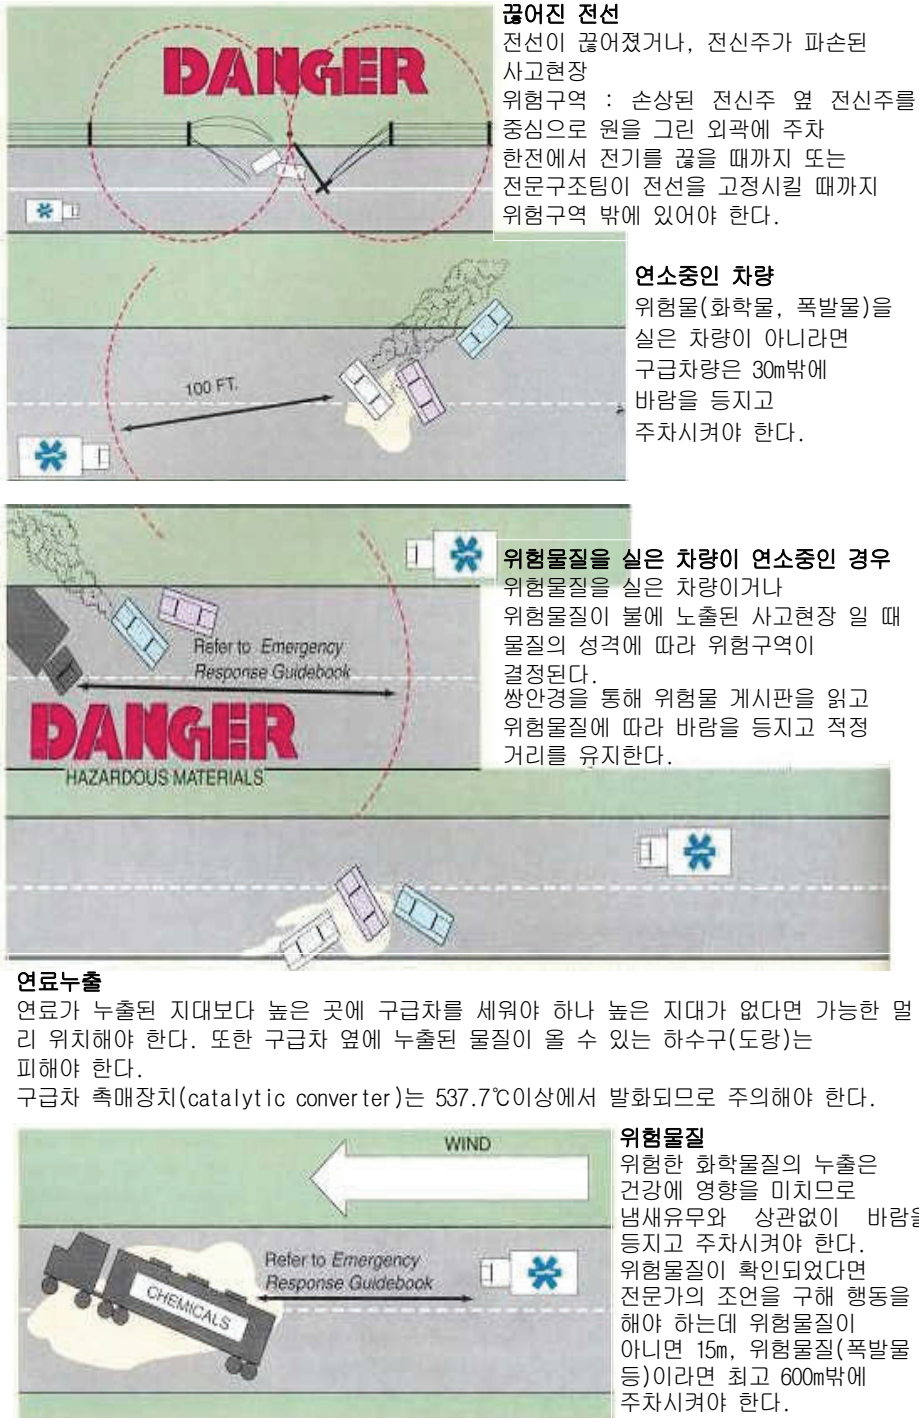 끊어진 전선
전선이 끊어졌거나, 전신주가 파손된
사고현장
위험구역 : 손상된 전신주 옆 전신주를
중심으로 원을 그린 외곽에 주차
한전에서 전기를 끊을 때까지 또는
전문구조팀이 전선을 고정시킬 때까지
위험구역 밖에 있어야 한다.
DANGER
연소중인 차량
위험물(화학물, 폭발물)을
실은 차량이 아니라면
구급차량은 30m밖에
바람을 등지고
주차시켜야 한다.
100 FT.
위험물질을 실은 차량이 연소중인 경우
위험물질을 실은 차량이거나
위험물질이 불에 노출된 사고현장 일 때
물질의 성격에 따라 위험구역이
결정된다.
쌍안경을 통해 위험물 게시판을 읽고
위험물질에 따라 바람을 등지고 적정
거리를 유지한다.
Refer to Emergency
Response Guidebook
DANGER
HAZARDOUS MATERIALS
연료누출
연료가 누출된 지대보다 높은 곳에 구급차를 세워야 하나 높은 지대가 없다면 가능한 멀
리 위치해야 한다. 또한 구급차 옆에 누출된 물질이 올 수 있는 하수구(도랑)는
피해야 한다.
구급차 촉매장치(catalytic converter)는 537.7℃이상에서 발화되므로 주의해야 한다.
WIND
Refer to Emergency
Response Guidebook
CHEMICALS
위험물질
위험한 화학물질의 누출은
건강에 영향을 미치므로
냄새유무와 상관없이 바람을
등지고 주차시켜야 한다.
위험물질이 확인되었다면
전문가의 조언을 구해 행동을
해야 하는데 위험물질이
아니면 15m, 위험물질(폭발물
등)이라면 최고 600m밖에
주차시켜야 한다.